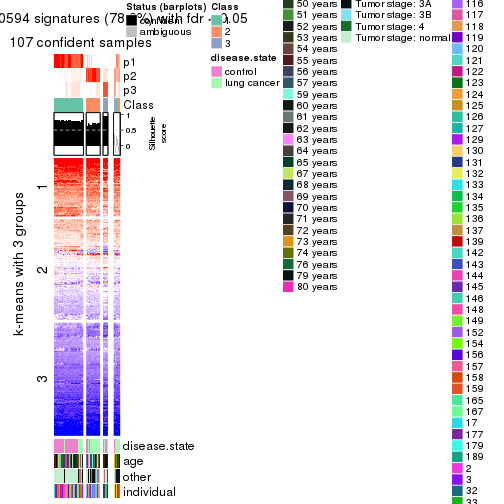 0594 signatures (78.
with fdr < 0.05
107 confident samples
Status (barplots)
confident
ambiguous
Class
1
2
3
disease.state
control
lung cancer
p1
p2
p3
Class
1
0.5
0
Silhouette
score
k-means with 3 groups
1
2
3
disease.state
age
other
individual
50 years
51 years
52 years
53 years
54 years
55 years
56 years
57 years
59 years
60 years
61 years
62 years
63 years
64 years
65 years
67 years
68 years
69 years
70 years
71 years
72 years
73 years
74 years
76 years
79 years
80 years
Tumor stage: 3A
Tumor stage: 3B
Tumor stage: 4
Tumor stage: normal
116
117
118
119
120
121
122
123
124
125
126
127
129
130
131
132
133
134
135
136
137
139
142
143
144
145
146
148
149
152
154
156
157
158
159
165
167
17
177
179
189
2
3
32
33